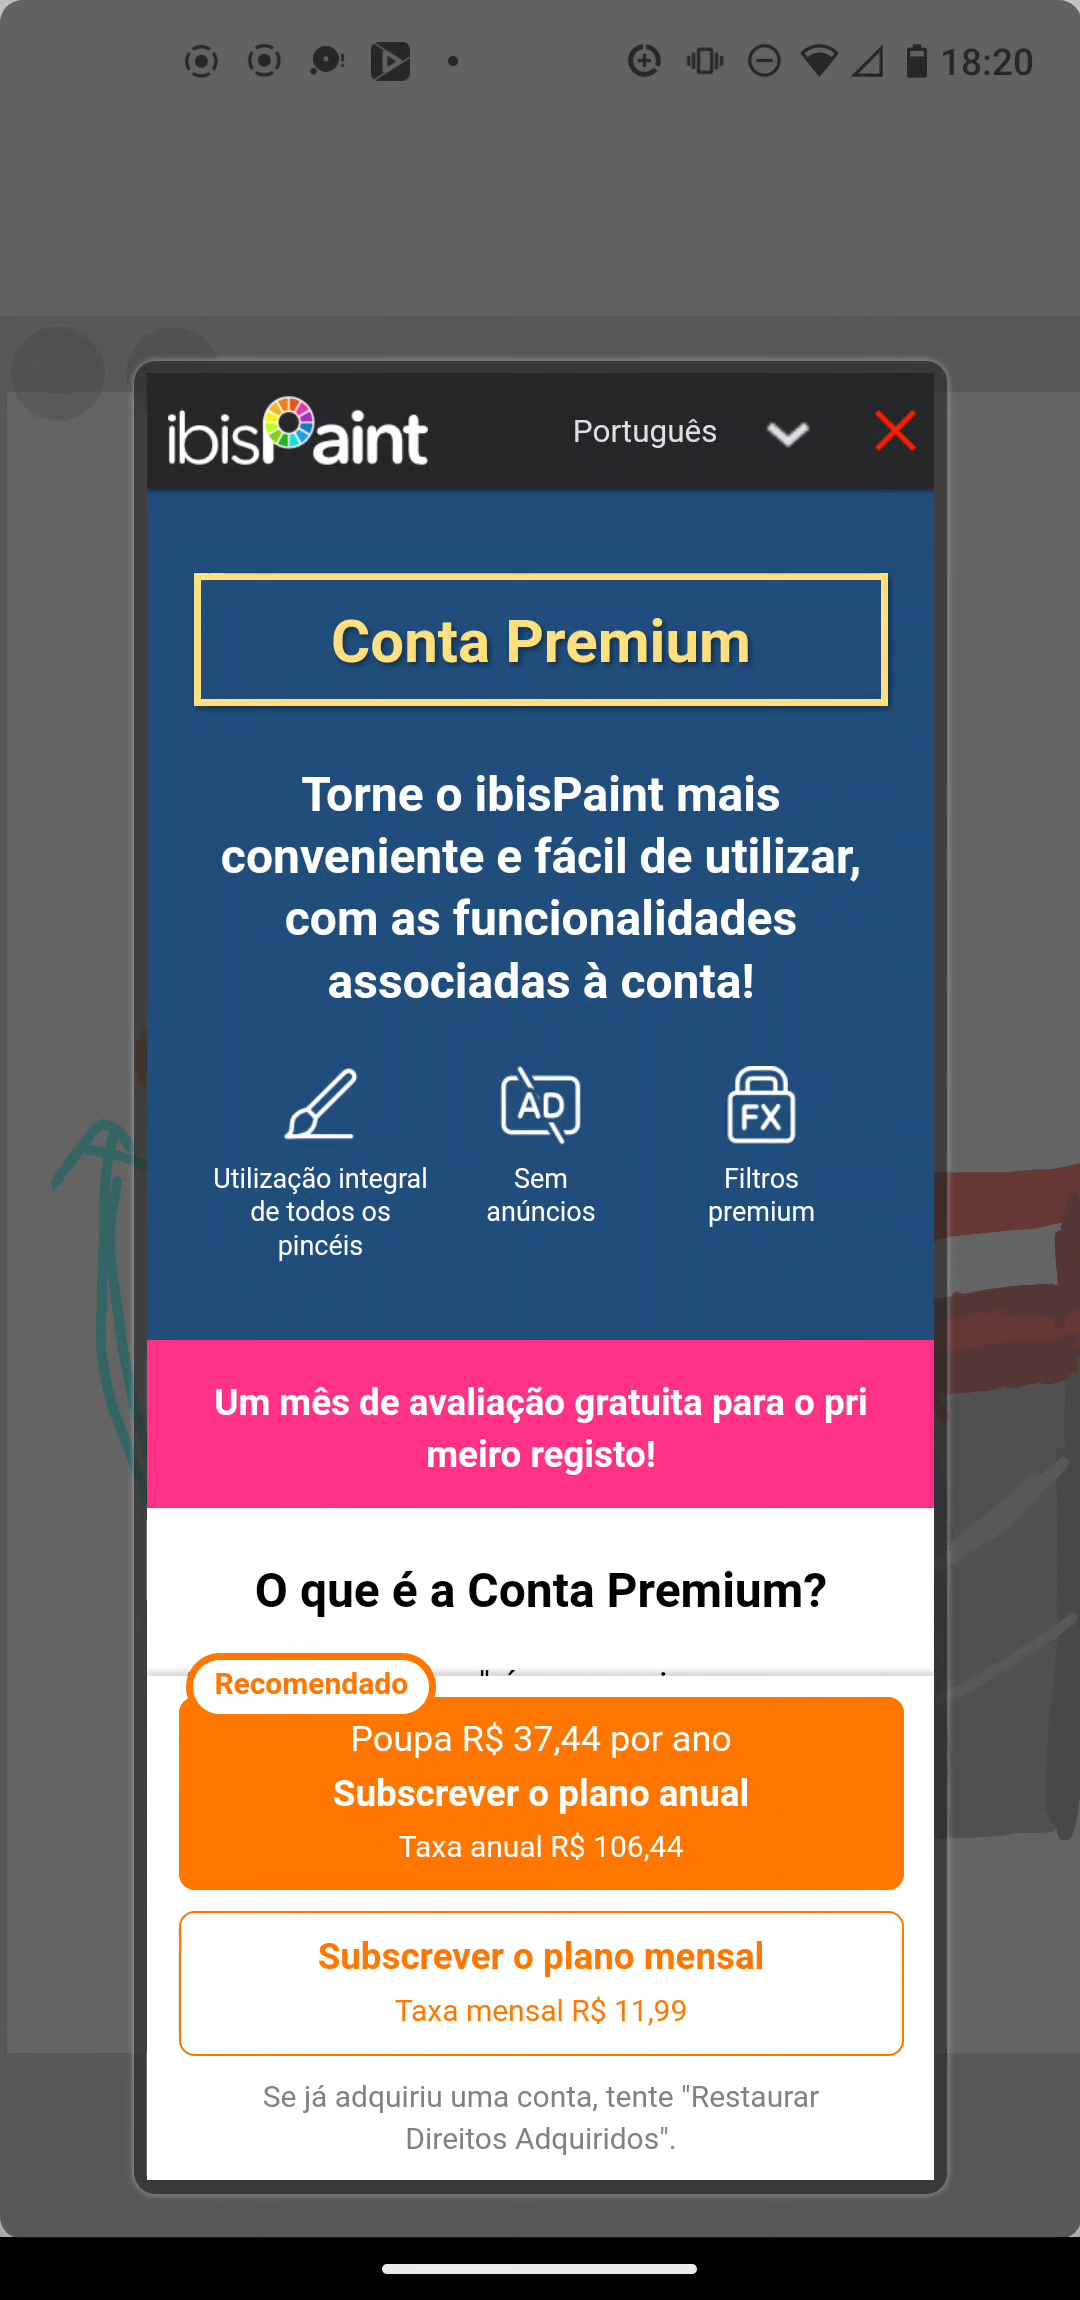 18:20
ibisPaint
Português
Conta Premium
Torne o ibisPaint mais
conveniente e fácil de utilizar,
com as funcionalidades
associadas à conta!
AD
FX
Utilização integral
de todos os
pincéis
Sem
anúncios
Filtros
premium
Um mês de avaliação gratuita para o pri
meiro registo!
O que é a Conta Premium?
Recomendado
Poupa R$ 37,44 por ano
Subscrever o plano anual
Taxa anual R$ 106,44
Subscrever o plano mensal
Taxa mensal R$ 11,99
Se já adquiriu uma conta, tente "Restaurar
Direitos Adquiridos".